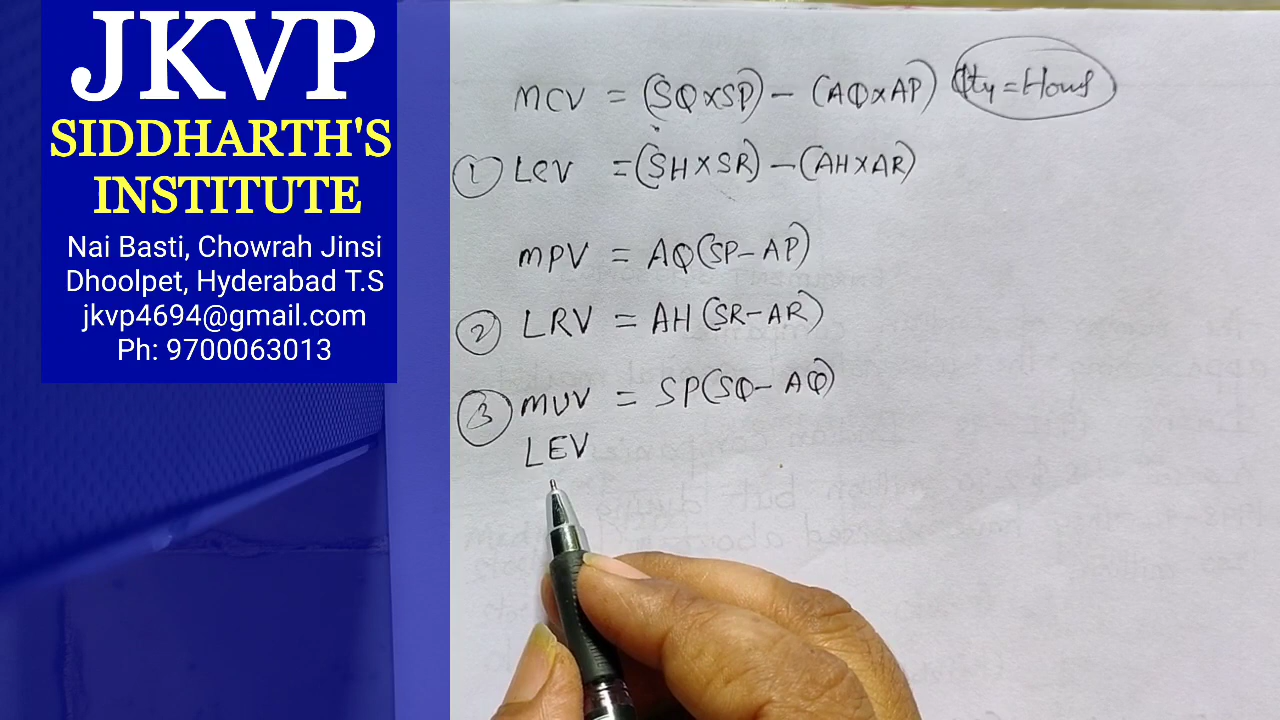 JKVP
SIDDHARTH'S
INSTITUTE
Nai Basti, Chowrah Jinsi
Dhoolpet, Hyderabad T.S
jkvp4694@gmail.com
Ph: 9700063013
MCV = (SQ×SP) - (AQ×AP) Qty = Hours
① LCV = (SH×SR) - (AH×AR)
MPV = AQ(SP - AP)
② LRV = AH(SR - AR)
③ MUV = SP(SQ - AQ)
LEV